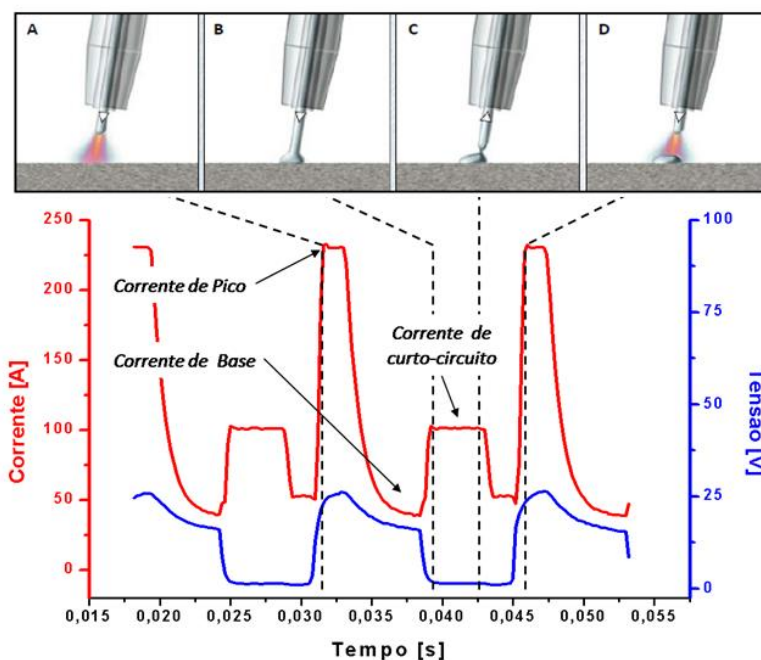 A
B
C
D
250
200
150
100
50
0
Corrente [A]
100
75
50
25
0
Tensao [V]
Corrente de Pico
Corrente de Base
Corrente de
curto-circuito
0,015
0,020
0,025
0,030
0,035
0,040
0,045
0,050
0,055
Tempo [s]